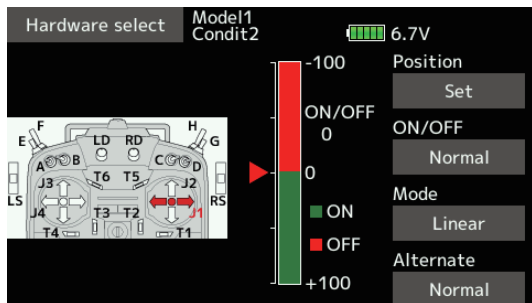 Hardware select
Model1
Condit2
6.7V
-100
ON/OFF
0
0
ON
OFF
+100
Position
Set
ON/OFF
Normal
Mode
Linear
Alternate
Normal
F
H
E
LD
RD
G
A
B
C
D
J3
T6
T5
J2
LS
RS
J4
T3
T2
J1
T4
T1